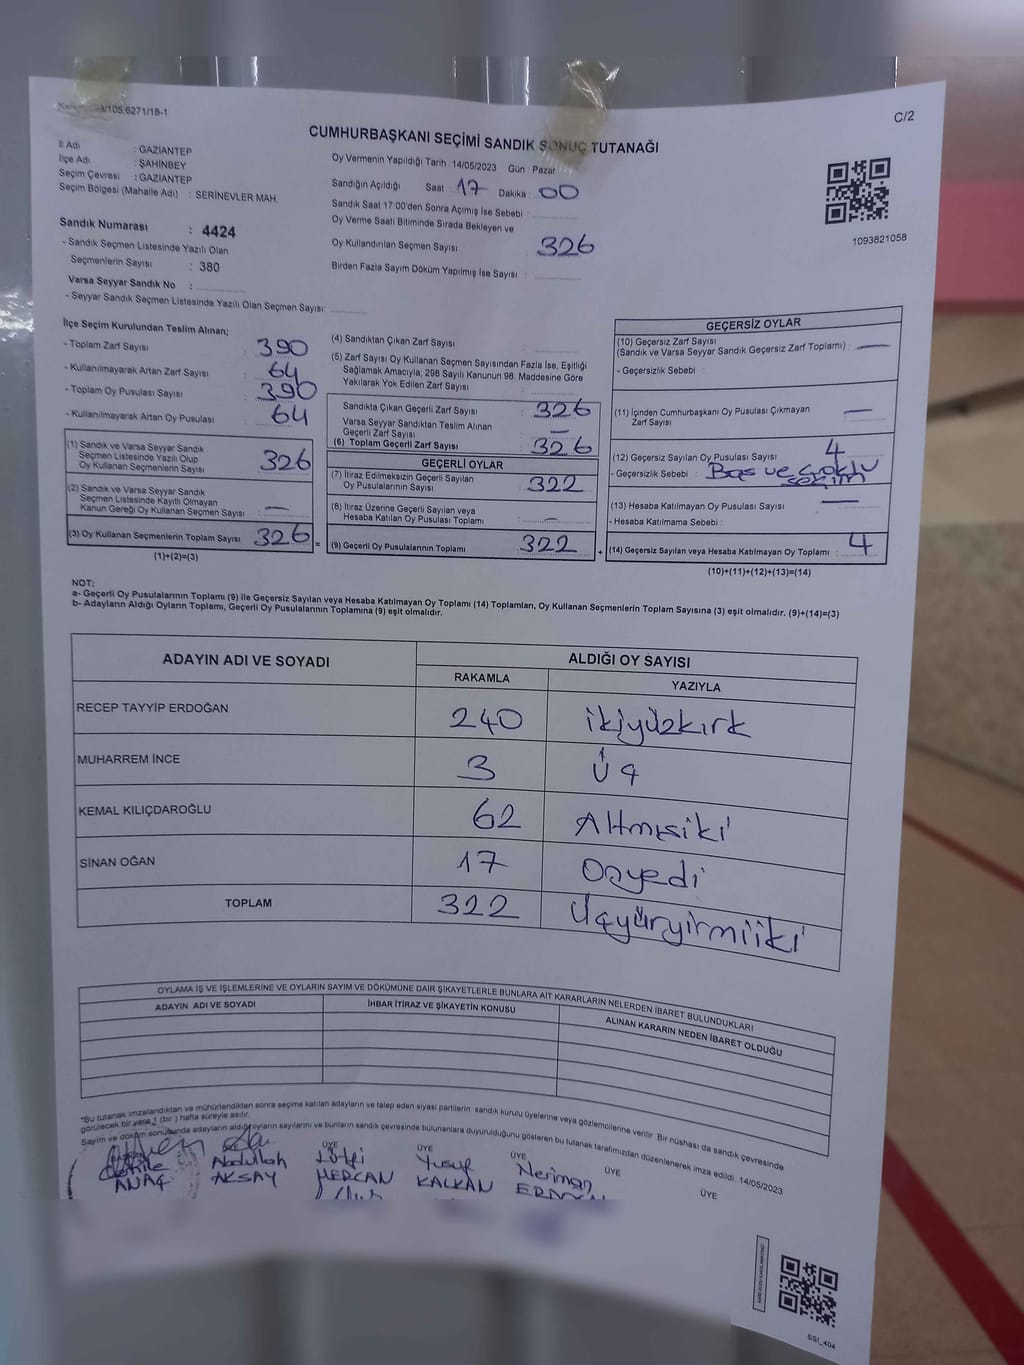 C/2
CUMHURBAŞKANI SEÇİMİ SANDIK SONUÇ TUTANAĞI
İl Adı : GAZİANTEP
İlçe Adı : ŞAHİNBEY
Seçim Çevresi : GAZİANTEP
Seçim Bölgesi (Mahalle Adı) : SERİNEVLER MAH.
Sandık Numarası : 4424
- Sandık Seçmen Listesinde Yazılı Olan
Seçmenlerin Sayısı : 380
Varsa Seyyar Sandık No :
- Seyyar Sandık Seçmen Listesinde Yazılı Olan Seçmen Sayısı:
Oy Vermenin Yapıldığı Tarih : 14/05/2023 Gün : Pazar
Sandığın Açıldığı Saat : 17 Dakika : 00
Sandık Saat 17:00'den Sonra Açımış İse Sebebi :
Oy Verme Saati Bitiminde Sırada Bekleyen ve
Oy Kullandırılan Seçmen Sayısı : 326
Birden Fazla Sayım Döküm Yapılmış İse Sayısı :
1093821058
İlçe Seçim Kurulundan Teslim Alınan;
- Toplam Zarf Sayısı : 390
- Kullanılmayarak Artan Zarf Sayısı : 64
- Toplam Oy Pusulası Sayısı : 390
- Kullanılmayarak Artan Oy Pusulası : 64
(1) Sandık ve Varsa Seyyar Sandık
Seçmen Listesinde Yazılı Olup
Oy Kullanan Seçmenlerin Sayısı : 326
(2) Sandık ve Varsa Seyyar Sandık
Seçmen Listesinde Kayıtlı Olmayan
Kanun Gereği Oy Kullanan Seçmen Sayısı : —
(3) Oy Kullanan Seçmenlerin Toplam Sayısı : 326 =
(1)+(2)=(3)
(4) Sandıktan Çıkan Zarf Sayısı :
(5) Zarf Sayısı Oy Kullanan Seçmen Sayısından Fazla İse, Eşitliği
Sağlamak Amacıyla, 298 Sayılı Kanunun 98. Maddesine Göre
Yakılarak Yok Edilen Zarf Sayısı :
Sandıkta Çıkan Geçerli Zarf Sayısı : 326
Varsa Seyyar Sandıktan Teslim Alınan
Geçerli Zarf Sayısı : —
(6) Toplam Geçerli Zarf Sayısı : 326
GEÇERLİ OYLAR
(7) İtiraz Edilmeksizin Geçerli Sayılan
Oy Pusulalarının Sayısı : 322
(8) İtiraz Üzerine Geçerli Sayılan veya
Hesaba Katılan Oy Pusulası Toplamı : —
(9) Geçerli Oy Pusulalarının Toplamı : 322 +
GEÇERSİZ OYLAR
(10) Geçersiz Zarf Sayısı
(Sandık ve Varsa Seyyar Sandık Geçersiz Zarf Toplamı) : —
- Geçersizlik Sebebi :
(11) İçinden Cumhurbaşkanı Oy Pusulası Çıkmayan
Zarf Sayısı : —
(12) Geçersiz Sayılan Oy Pusulası Sayısı : 4
- Geçersizlik Sebebi : Boş ve
(13) Hesaba Katılmayan Oy Pusulası Sayısı : —
- Hesaba Katılmama Sebebi :
(14) Geçersiz Sayılan veya Hesaba Katılmayan Oy Toplamı : 4
(10)+(11)+(12)+(13)=(14)
NOT:
a- Geçerli Oy Pusulalarının Toplamı (9) ile Geçersiz Sayılan veya Hesaba Katılmayan Oy Toplamı (14) Toplamları, Oy Kullanan Seçmenlerin Toplam Sayısına (3) eşit olmalıdır. (9)+(14)=(3)
b- Adayların Aldığı Oyların Toplamı, Geçerli Oy Pusulalarının Toplamına (9) eşit olmalıdır.
ADAYIN ADI VE SOYADI ALDIĞI OY SAYISI
RAKAMLA YAZIYLA
RECEP TAYYİP ERDOĞAN 240 ikiyüzkırk
MUHARREM İNCE 3 Üç
KEMAL KILIÇDAROĞLU 62 Altmışiki
SİNAN OĞAN 17 Onyedi
TOPLAM 322 Üçyüzyirmiiki
OYLAMA İŞ VE İŞLEMLERİNE VE OYLARIN SAYIM VE DÖKÜMÜNE DAİR ŞİKAYETLERLE BUNLARA AİT KARARLARIN NELERDEN İBARET BULUNDUKLARI
ADAYIN ADI VE SOYADI İHBAR İTİRAZ VE ŞİKAYETİN KONUSU ALINAN KARARIN NEDEN İBARET OLDUĞU
*Bu tutanak imzalandıktan ve mühürlendikten sonra seçime katılan adayların ve talep eden siyasi partilerin sandık kurulu üyelerine veya gözlemcilerine verilir. Bir nüshası da sandık çevresinde
görülecek bir yere 1 (bir) hafta süreyle asılır.
Sayım ve döküm sonucunda adayların aldığı oyların sayılarını ve bunların sandık çevresinde bulunanlara duyurulduğunu gösteren bu tutanak tarafımızdan düzenlenerek imza edildi. 14/05/2023
ÜYE ÜYE ÜYE ÜYE ÜYE
Abdullah Lütfi Yusuf Neriman
ANAÇ AKSAY MERCAN KALKAN
SSI_404